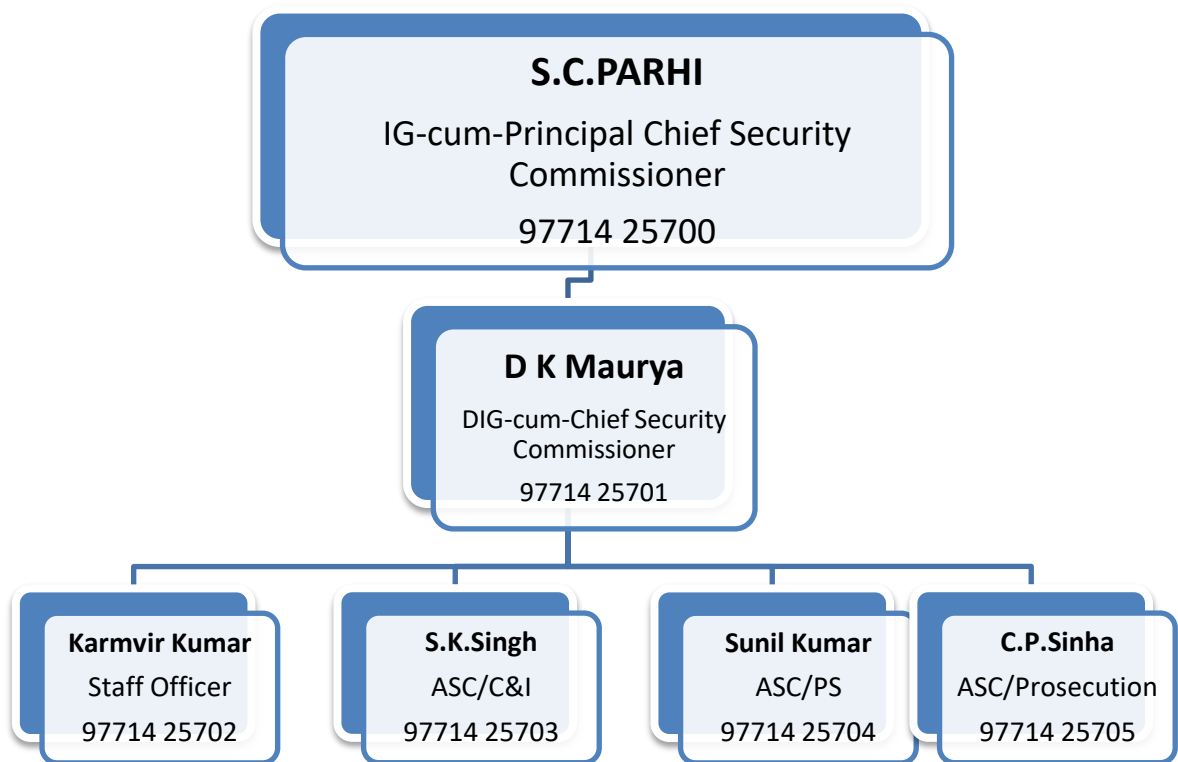 S.C.PARHI
IG-cum-Principal Chief Security
Commissioner
97714 25700
D K Maurya
DIG-cum-Chief Security
Commissioner
97714 25701
Karmvir Kumar
Staff Officer
97714 25702
S.K.Singh
ASC/C&I
97714 25703
Sunil Kumar
ASC/PS
97714 25704
C.P.Sinha
ASC/Prosecution
97714 25705